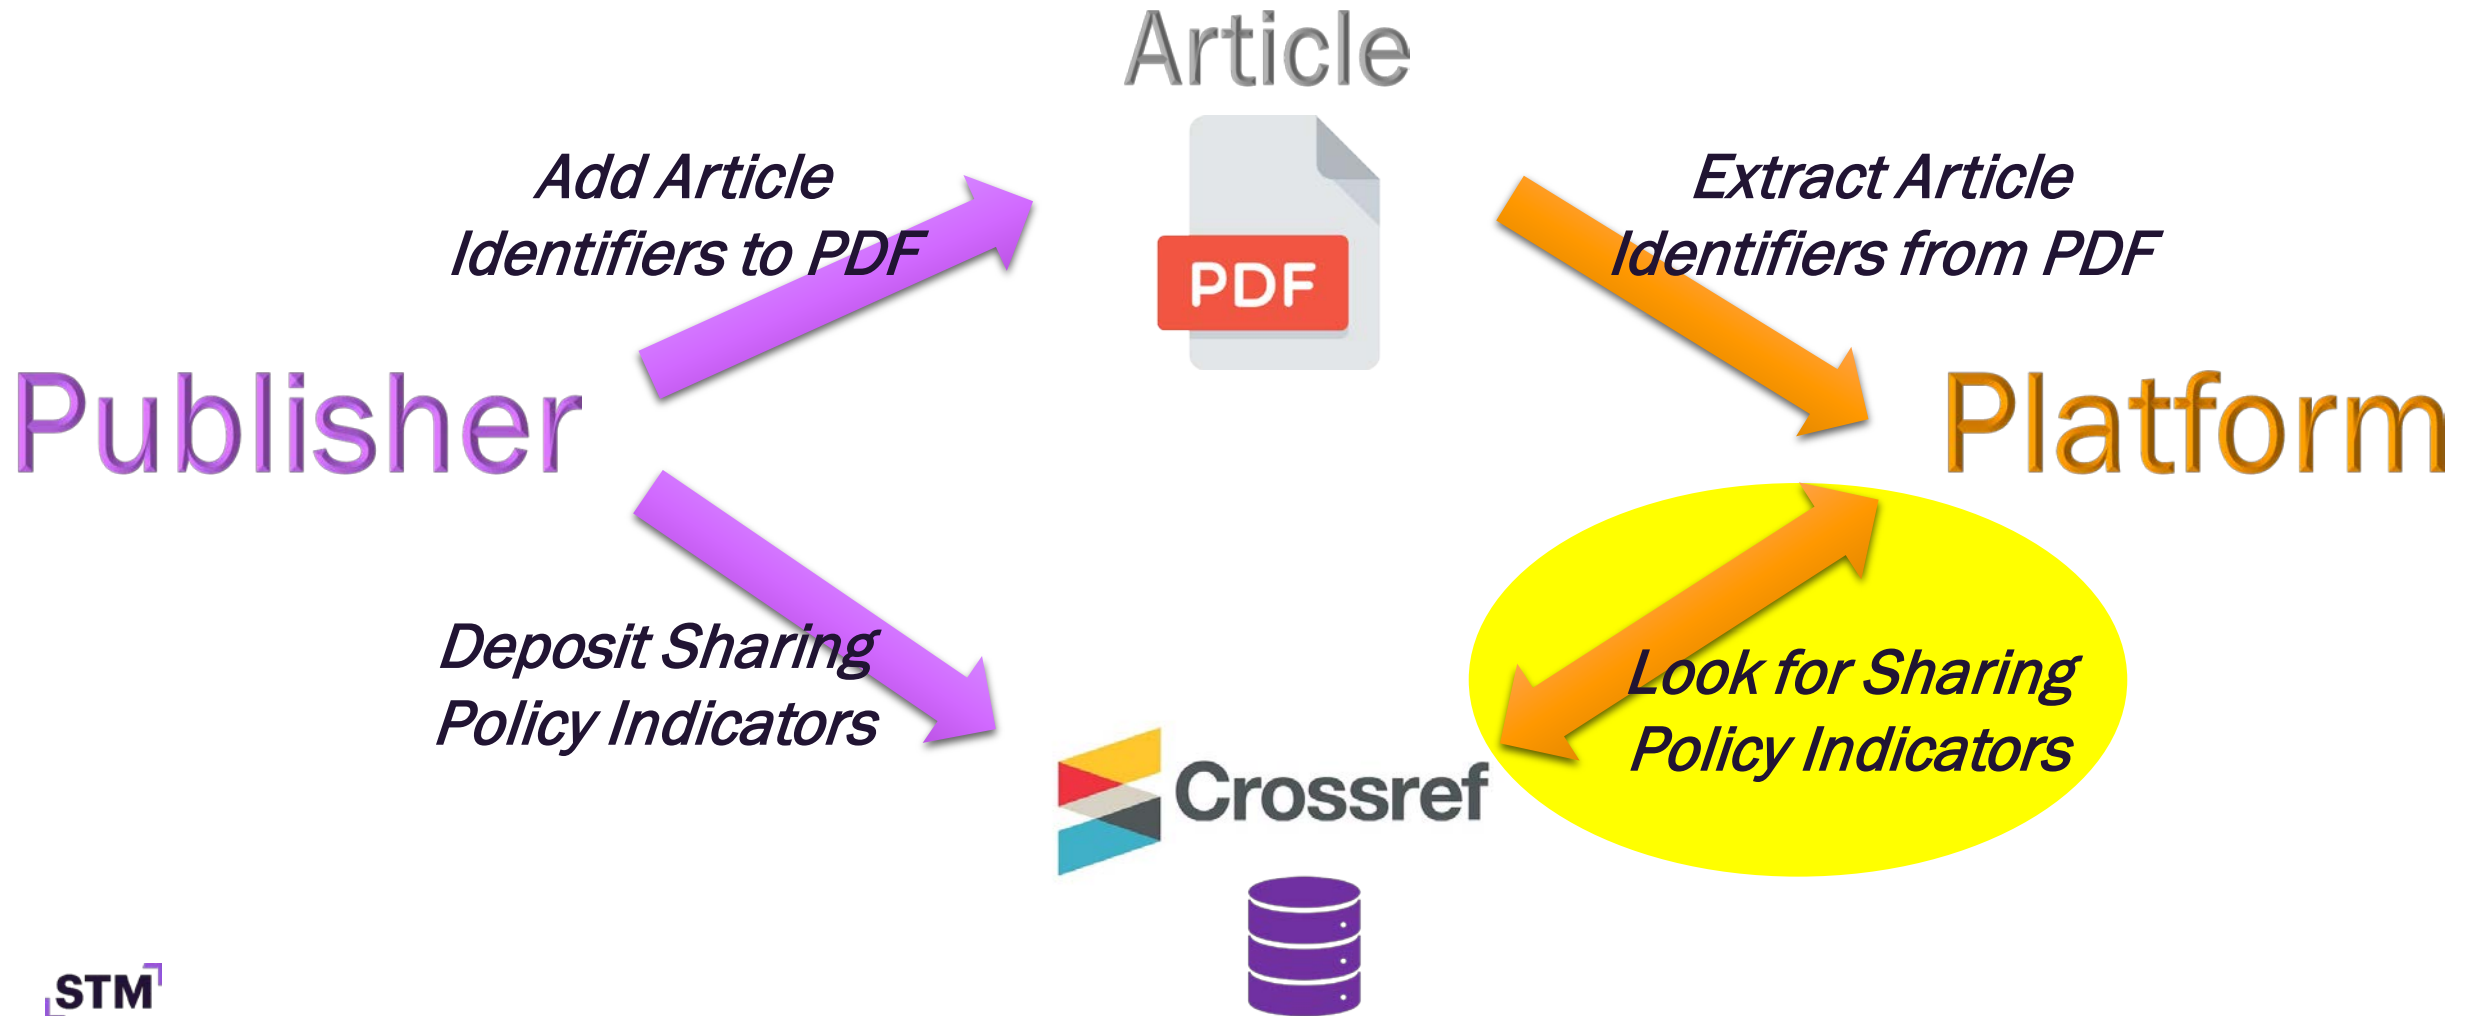 Article
Add Article
Identifiers to PDF
PDF
Extract Article
Identifiers from PDF
Publisher
Platform
Deposit Sharing
Policy Indicators
Look for Sharing
Policy Indicators
Crossref
STM